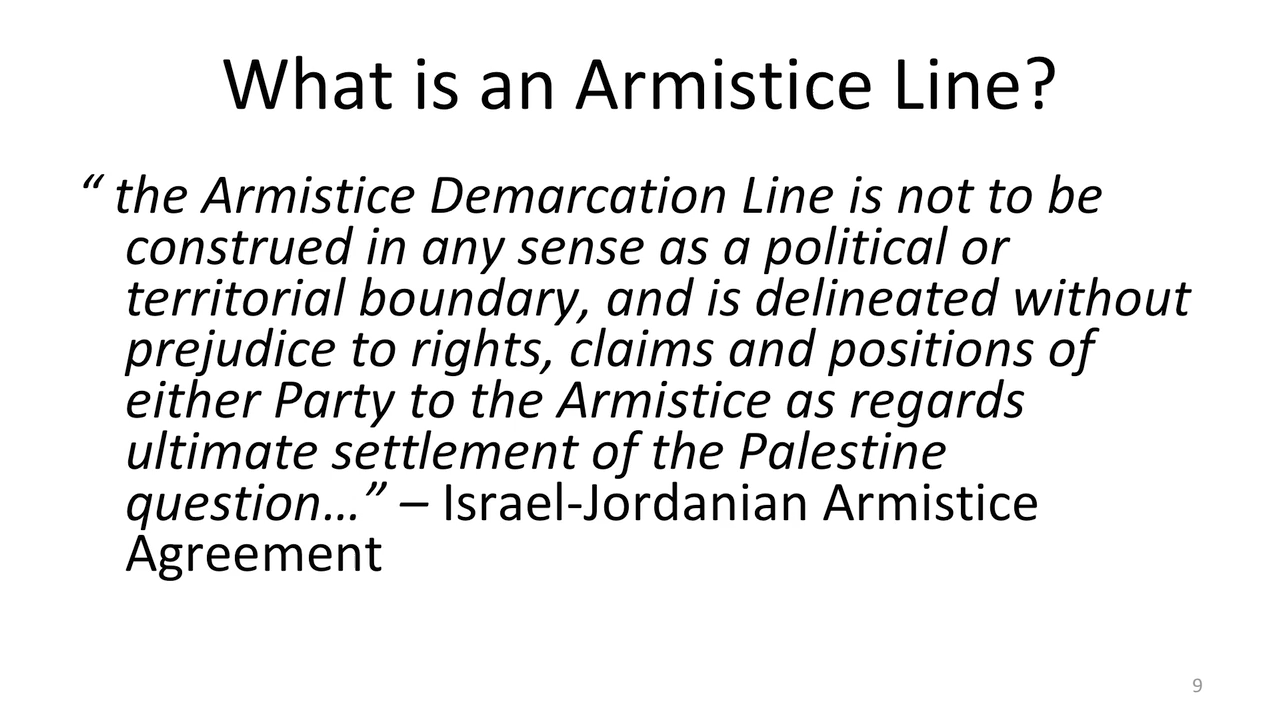 What is an Armistice Line?
“ the Armistice Demarcation Line is not to be
construed in any sense as a political or
territorial boundary, and is delineated without
prejudice to rights, claims and positions of
either Party to the Armistice as regards
ultimate settlement of the Palestine
question…” – Israel-Jordanian Armistice
Agreement
9